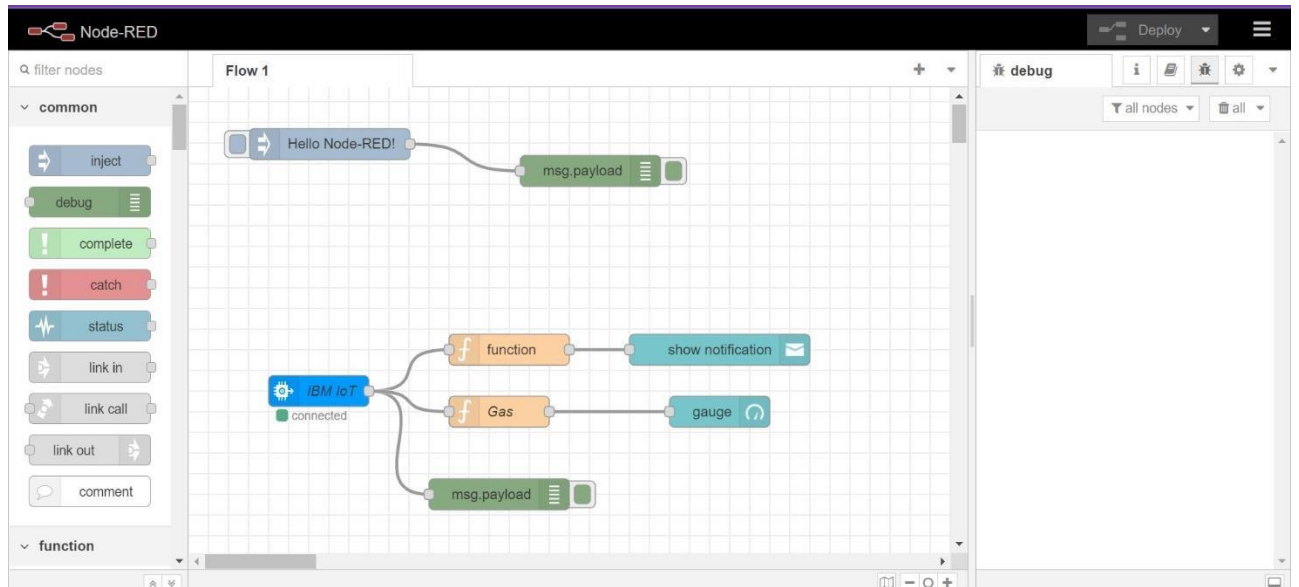 Node-RED
Deploy
filter nodes
Flow 1
debug
i
all nodes
all
common
inject
debug
complete
catch
status
link in
link call
link out
comment
function
Hello Node-RED!
msg.payload
function
show notification
IBM IoT
connected
Gas
gauge
msg.payload